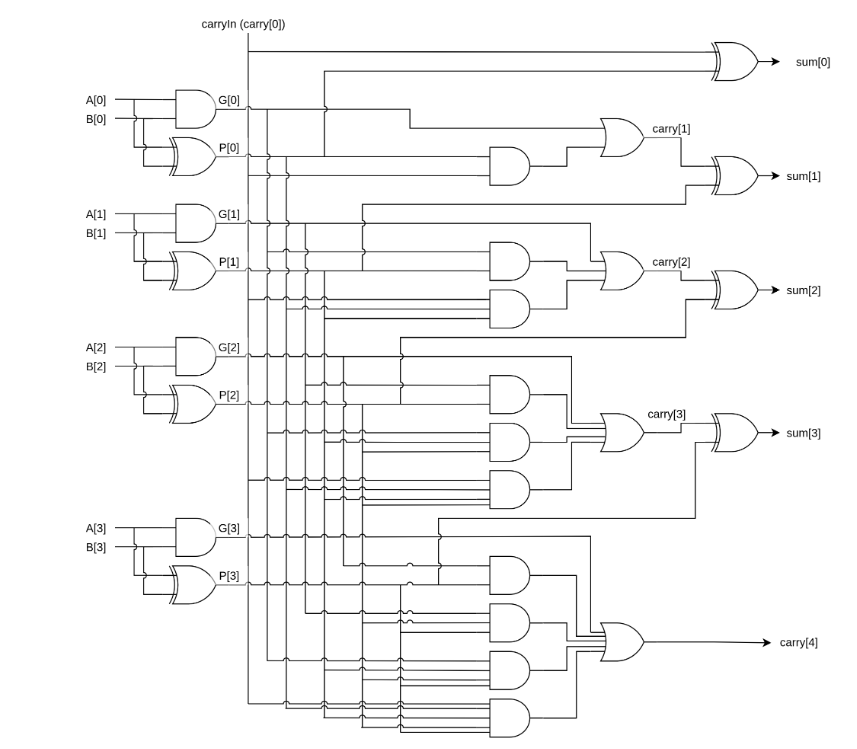 carryIn (carry[0])
sum[0]
A[0]
G[0]
B[0]
carry[1]
P[0]
sum[1]
A[1]
G[1]
B[1]
P[1]
carry[2]
sum[2]
A[2]
G[2]
B[2]
P[2]
carry[3]
sum[3]
A[3]
G[3]
B[3]
P[3]
carry[4]